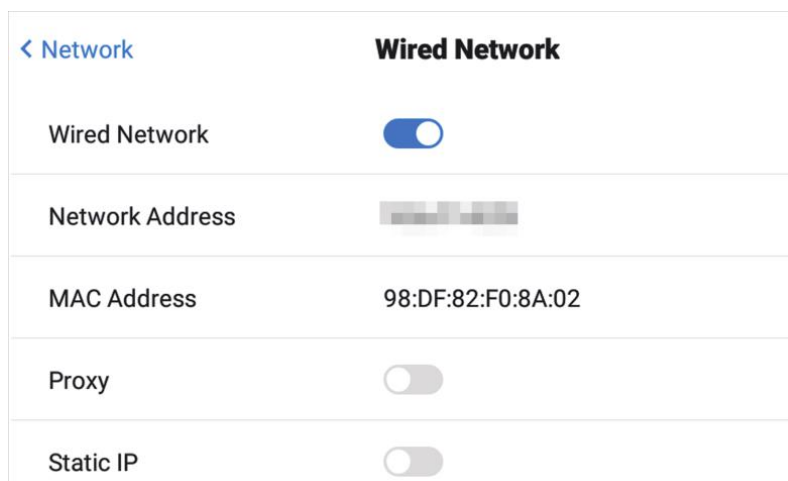 Network
Wired Network
Wired Network
Network Address
MAC Address 98:DF:82:F0:8A:02
Proxy
Static IP